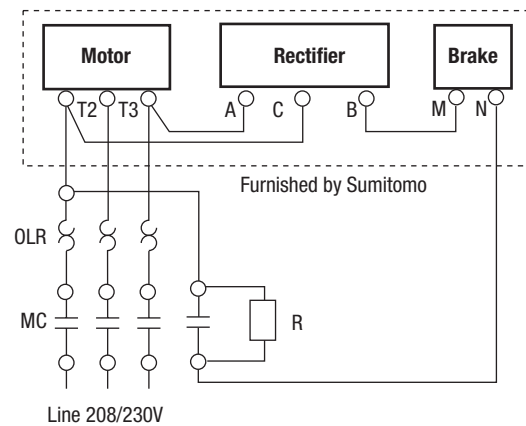 Motor Rectifier Brake
T2 T3 A C B M N
Furnished by Sumitomo
OLR
MC R
Line 208/230V